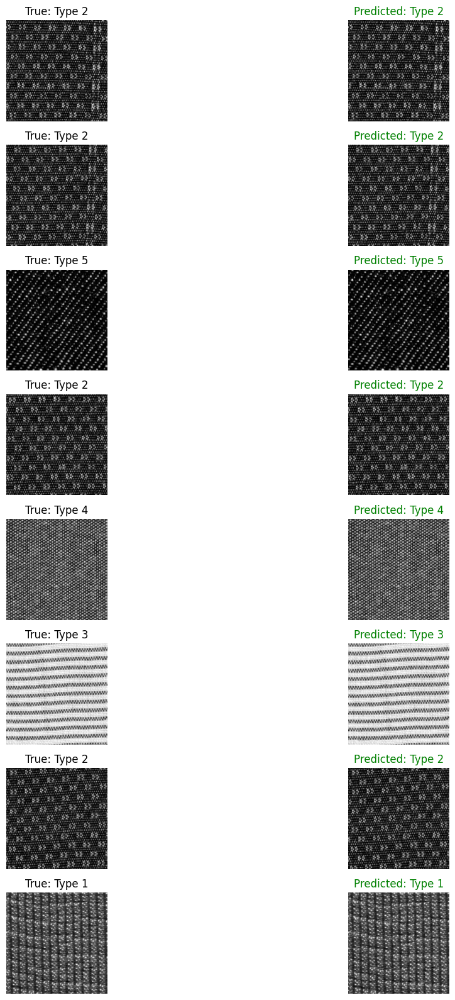 True: Type 2
Predicted: Type 2
True: Type 2
Predicted: Type 2
True: Type 5
Predicted: Type 5
True: Type 2
Predicted: Type 2
True: Type 4
Predicted: Type 4
True: Type 3
Predicted: Type 3
True: Type 2
Predicted: Type 2
True: Type 1
Predicted: Type 1